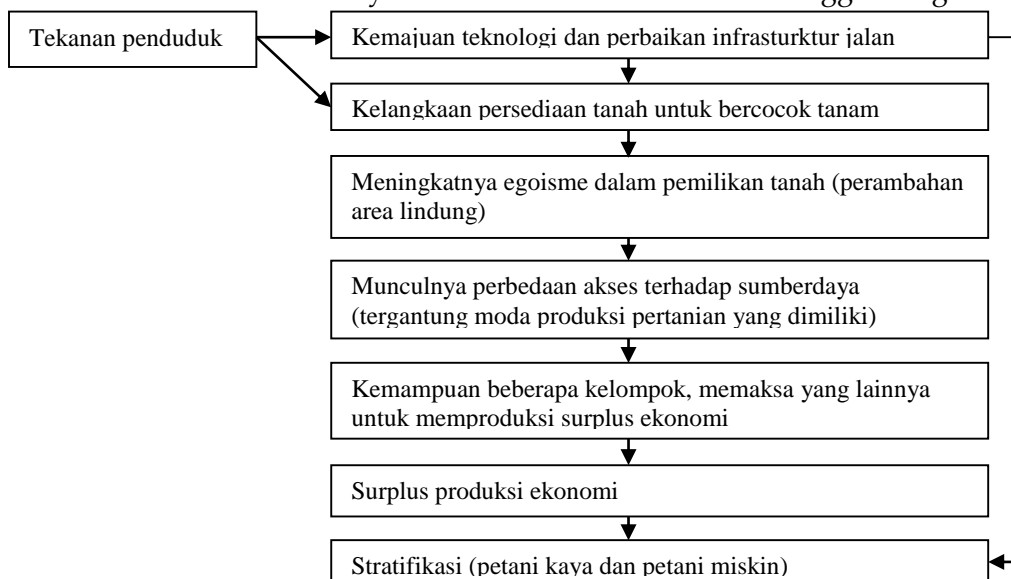 Tekanan penduduk
Kemajuan teknologi dan perbaikan infrasturktur jalan
Kelangkaan persediaan tanah untuk bercocok tanam
Meningkatnya egoisme dalam pemilikan tanah (perambahan
area lindung)
Munculnya perbedaan akses terhadap sumberdaya
(tergantung moda produksi pertanian yang dimiliki)
Kemampuan beberapa kelompok, memaksa yang lainnya
untuk memproduksi surplus ekonomi
Surplus produksi ekonomi
Stratifikasi (petani kaya dan petani miskin)